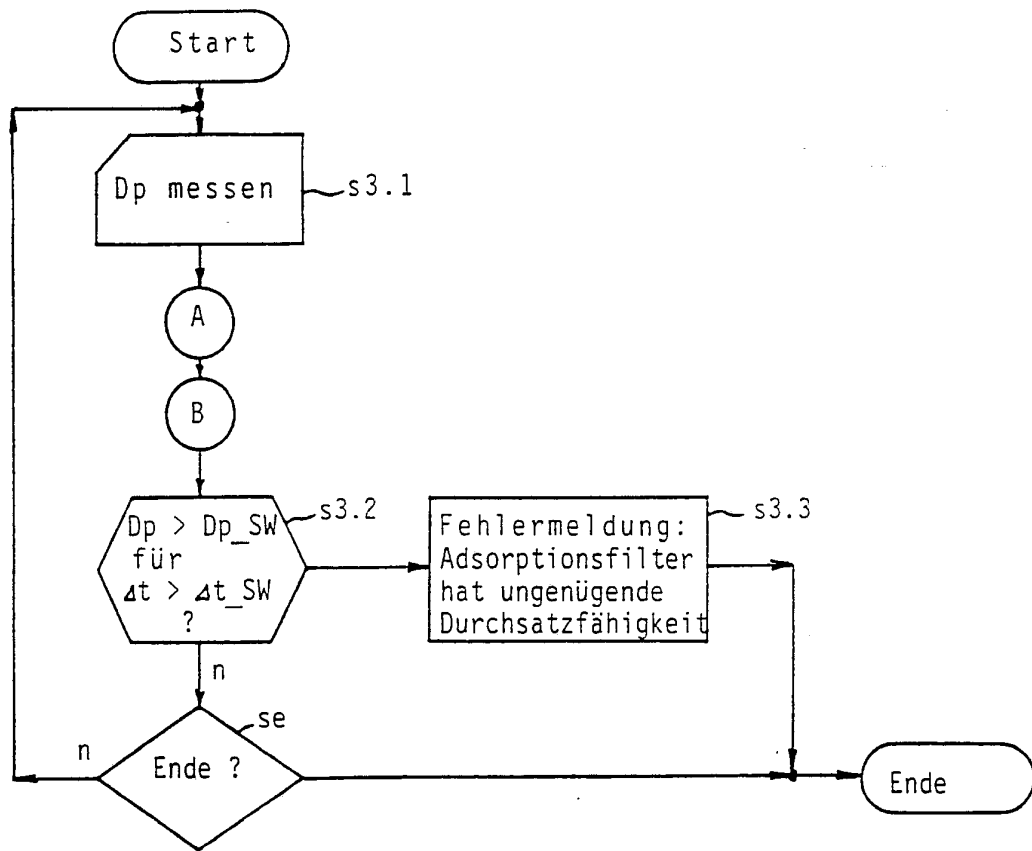 Start
Dp messen
s3.1
A
B
Dp > Dp_SW
für
Δt > Δt_SW
?
s3.2
Fehlermeldung:
Adsorptionsfilter
hat ungenügende
Durchsatzfähigkeit
s3.3
n
se
n
Ende ?
Ende